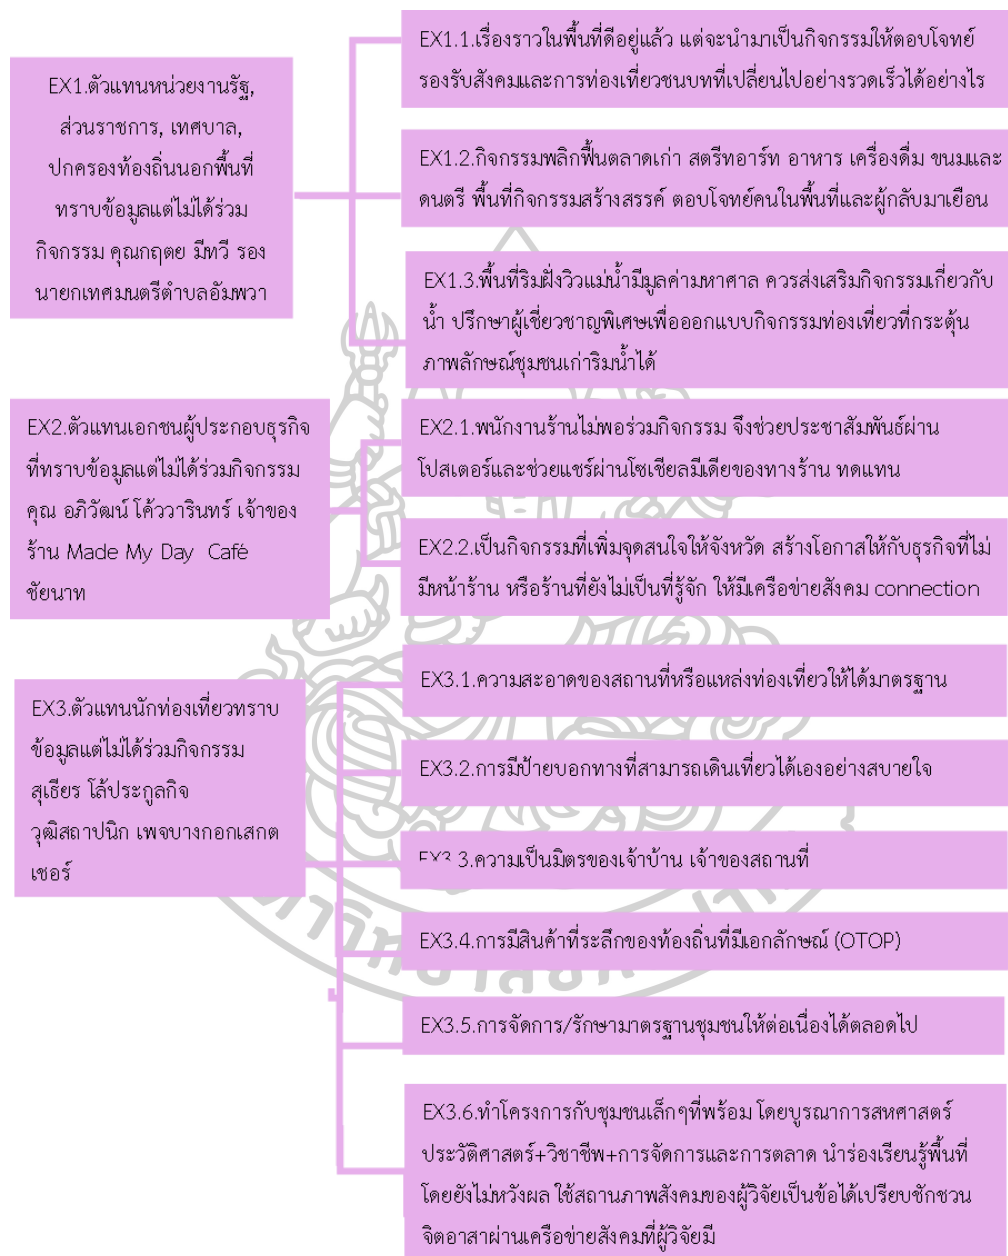 EX1.ตัวแทนหน่วยงานรัฐ,
ส่วนราชการ, เทศบาล,
ปกครองท้องถิ่นนอกพื้นที่
ทราบข้อมูลแต่ไม่ได้ร่วม
กิจกรรม คุณกฤตย มีทวี รอง
นายกเทศมนตรีตำบลอัมพวา
EX1.1.เรื่องราวในพื้นที่ดีอยู่แล้ว แต่จะนำมาเป็นกิจกรรมให้ตอบโจทย์
รองรับสังคมและการท่องเที่ยวชนบทที่เปลี่ยนไปอย่างรวดเร็วได้อย่างไร
EX1.2.กิจกรรมพลิกฟื้นตลาดเก่า สตรีทอาร์ท อาหาร เครื่องดื่ม ขนมและ
ดนตรี พื้นที่กิจกรรมสร้างสรรค์ ตอบโจทย์คนในพื้นที่และผู้กลับมาเยือน
EX1.3.พื้นที่ริมฝั่งวิวแม่น้ำมีมูลค่ามหาศาล ควรส่งเสริมกิจกรรมเกี่ยวกับ
น้ำ ปรึกษาผู้เชี่ยวชาญพิเศษเพื่อออกแบบกิจกรรมท่องเที่ยวที่กระตุ้น
ภาพลักษณ์ชุมชนเก่าริมน้ำได้
EX2.ตัวแทนเอกชนผู้ประกอบธุรกิจ
ที่ทราบข้อมูลแต่ไม่ได้ร่วมกิจกรรม
คุณ อภิวัฒน์ โค้ววารินทร์ เจ้าของ
ร้าน Made My Day Café
ชัยนาท
EX2.1.พนักงานร้านไม่พอร่วมกิจกรรม จึงช่วยประชาสัมพันธ์ผ่าน
โปสเตอร์และช่วยแชร์ผ่านโซเชียลมีเดียของทางร้าน ทดแทน
EX2.2.เป็นกิจกรรมที่เพิ่มจุดสนใจให้จังหวัด สร้างโอกาสให้กับธุรกิจที่ไม่
มีหน้าร้าน หรือร้านที่ยังไม่เป็นที่รู้จัก ให้มีเครือข่ายสังคม connection
EX3.ตัวแทนนักท่องเที่ยวทราบ
ข้อมูลแต่ไม่ได้ร่วมกิจกรรม
สุเธียร โล้ประกูลกิจ
วุฒิสถาปนิก เพจบางกอกเสกต
เชอร์
EX3.1.ความสะอาดของสถานที่หรือแหล่งท่องเที่ยวให้ได้มาตรฐาน
EX3.2.การมีป้ายบอกทางที่สามารถเดินเที่ยวได้เองอย่างสบายใจ
EX3.3.ความเป็นมิตรของเจ้าบ้าน เจ้าของสถานที่
EX3.4.การมีสินค้าที่ระลึกของท้องถิ่นที่มีเอกลักษณ์ (OTOP)
EX3.5.การจัดการ/รักษามาตรฐานชุมชนให้ต่อเนื่องได้ตลอดไป
EX3.6.ทำโครงการกับชุมชนเล็กๆที่พร้อม โดยบูรณาการสหศาสตร์
ประวัติศาสตร์+วิชาชีพ+การจัดการและการตลาด นำร่องเรียนรู้พื้นที่
โดยยังไม่หวังผล ใช้สถานภาพสังคมของผู้วิจัยเป็นข้อได้เปรียบชักชวน
จิตอาสาผ่านเครือข่ายสังคมที่ผู้วิจัยมี